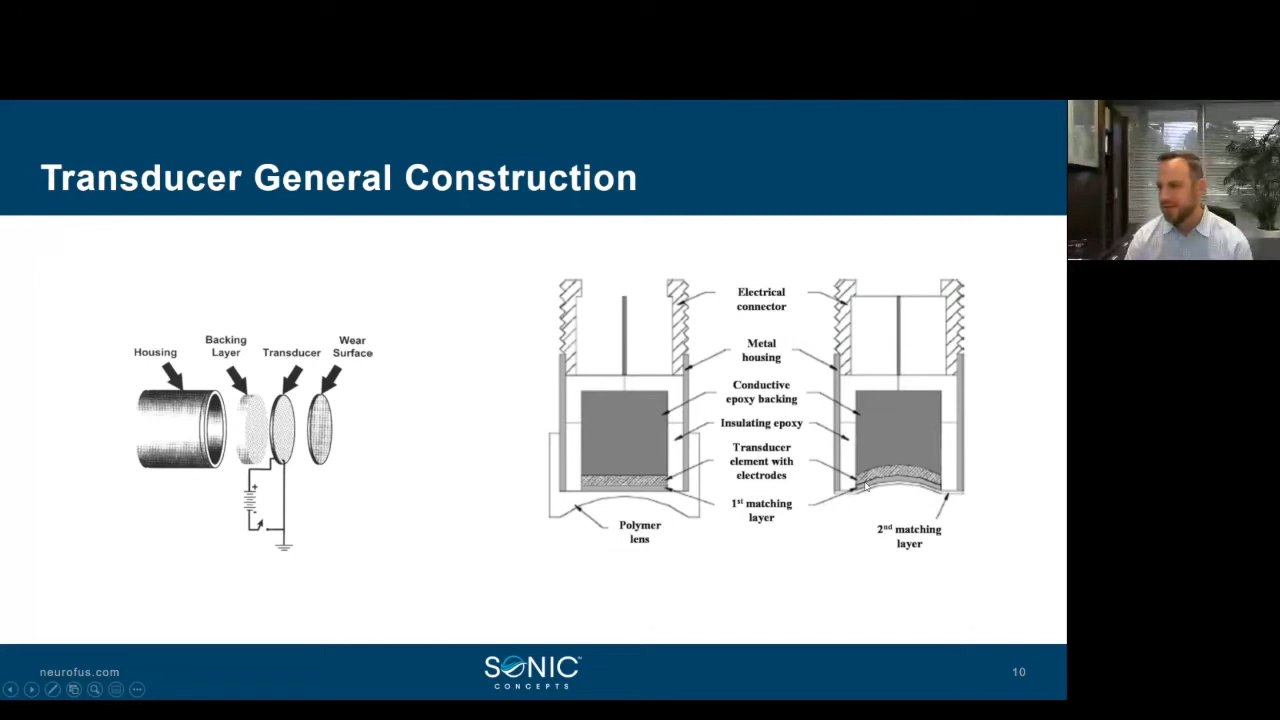 Transducer General Construction
Housing
Backing
Layer
Transducer
Wear
Surface
+
-
Electrical
connector
Metal
housing
Conductive
epoxy backing
Insulating epoxy
Transducer
element with
electrodes
1st matching
layer
Polymer
lens
2nd matching
layer
neurofus.com
SONIC™
CONCEPTS
10